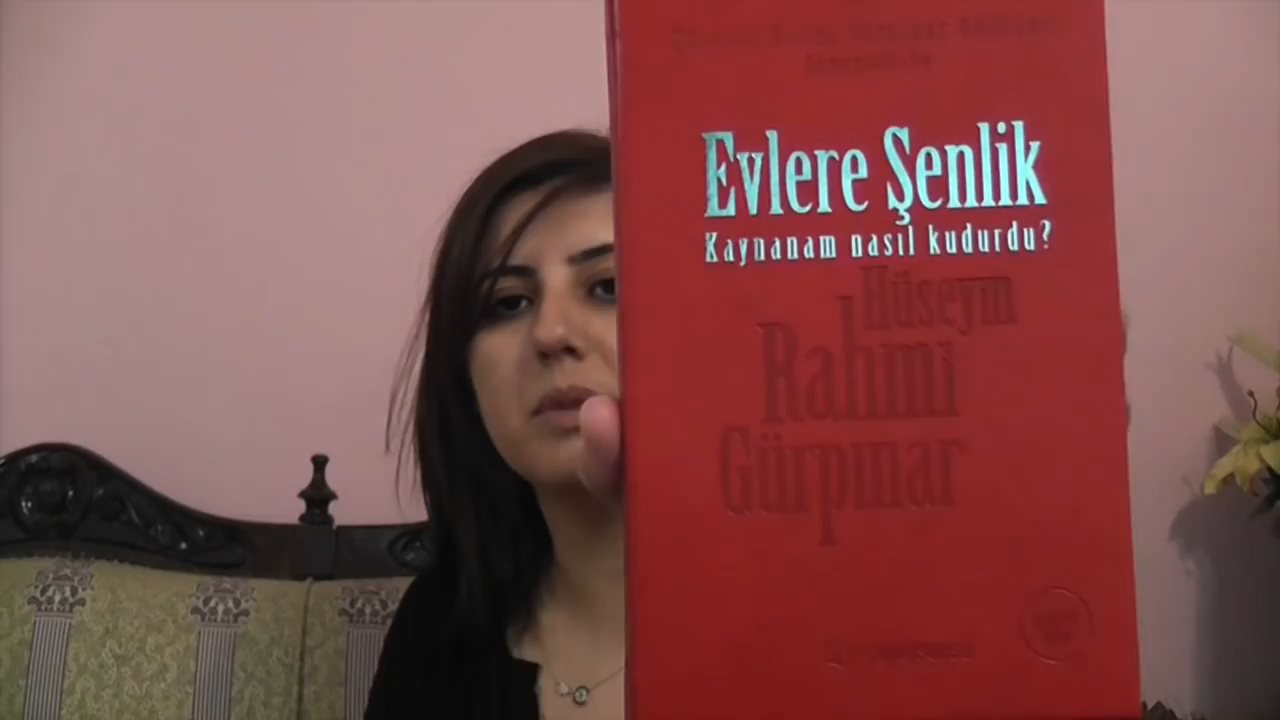 Evlere Şenlik
Kaynanam nasıl kudurdu?
Hüseyin
Rahmi
Gürpınar